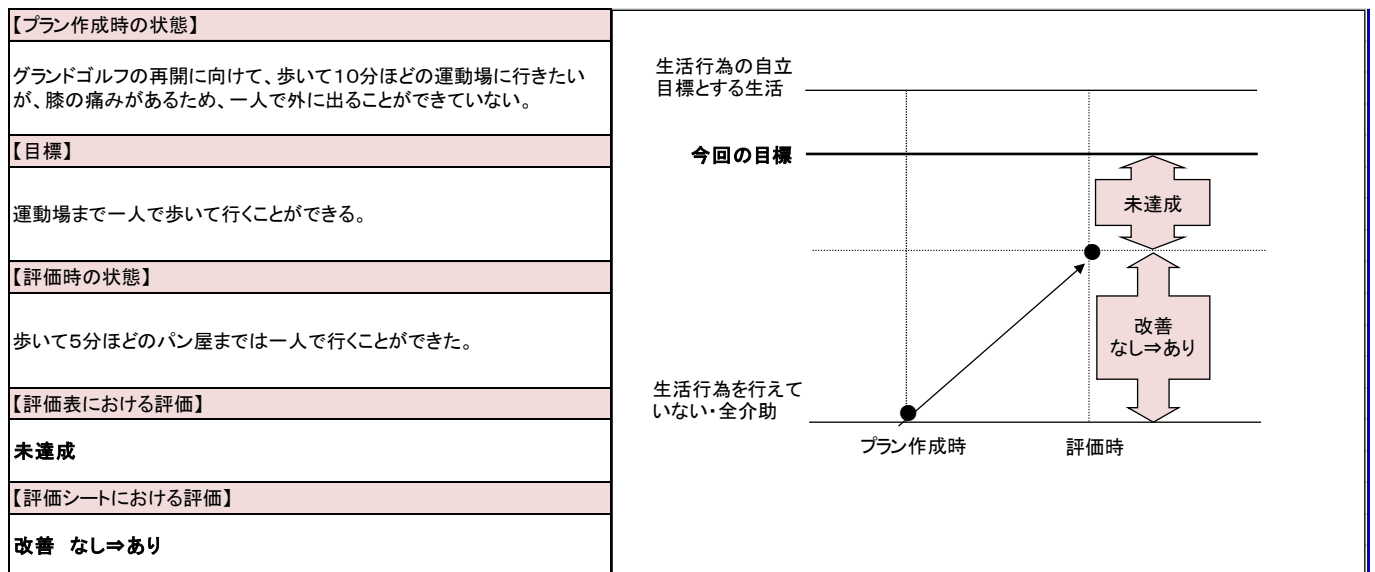 【プラン作成時の状態】
グランドゴルフの再開に向けて、歩いて10分ほどの運動場に行きたい
が、膝の痛みがあるため、一人で外に出ることができていない。
【目標】
運動場まで一人で歩いて行くことができる。
【評価時の状態】
歩いて5分ほどのパン屋までは一人で行くことができた。
【評価表における評価】
未達成
【評価シートにおける評価】
改善 なし⇒あり
生活行為の自立
目標とする生活
今回の目標
未達成
改善
なし⇒あり
生活行為を行えて
いない・全介助
プラン作成時
評価時